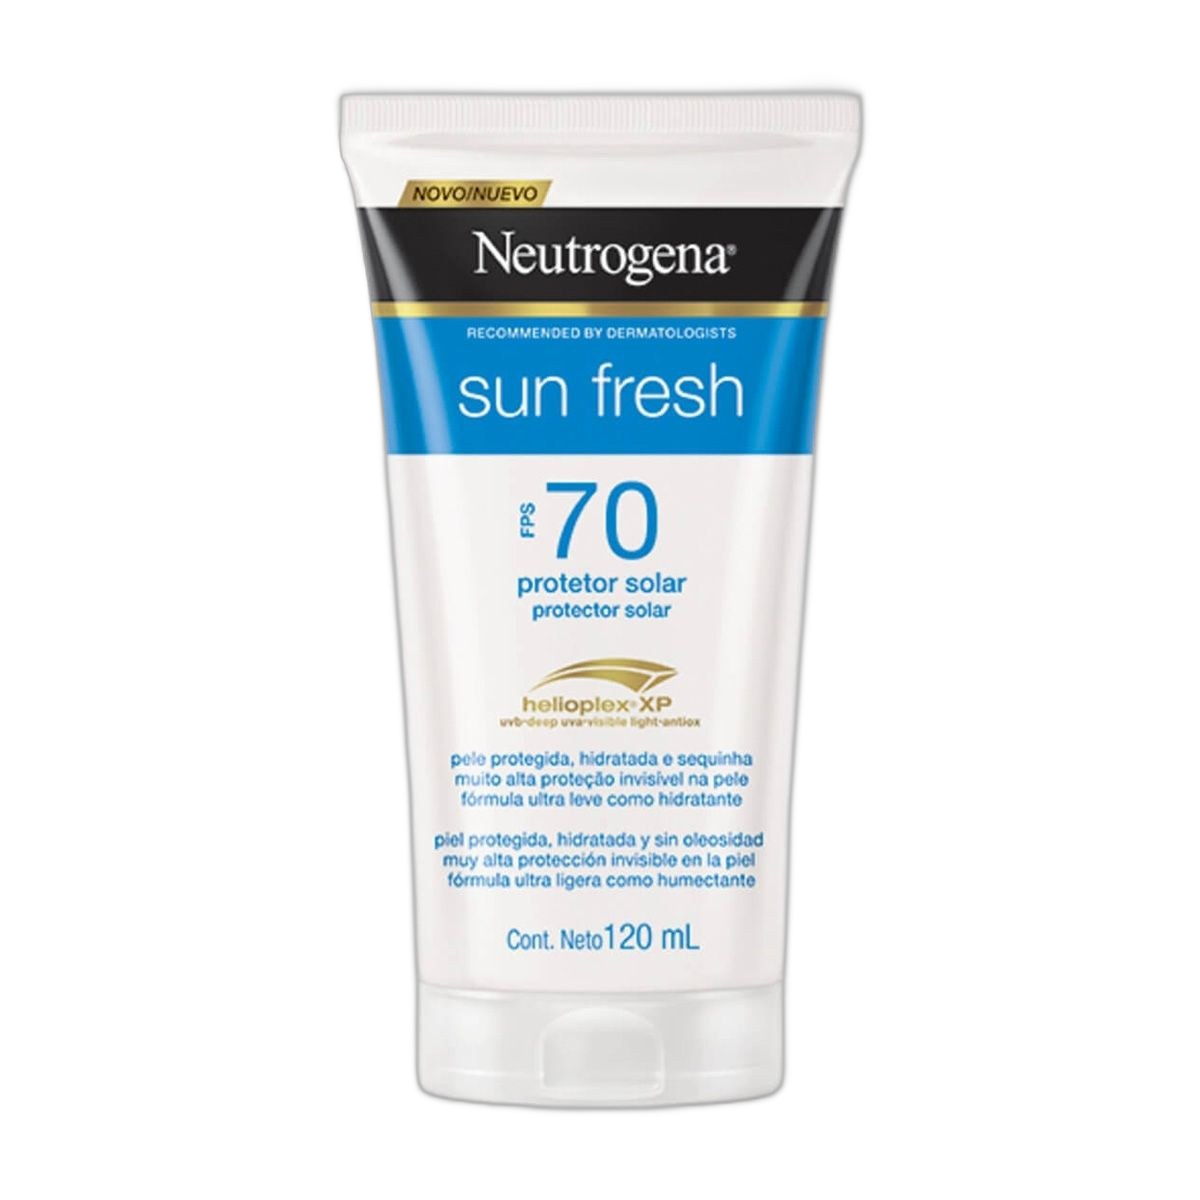 NOVO/NUEVO
Neutrogena®
RECOMMENDED BY DERMATOLOGISTS
sun fresh
FPS 70
protetor solar
protector solar
helioplex® XP
uvb•deep uva•visible light•antiox
pele protegida, hidratada e sequinha
muito alta proteção invisível na pele
fórmula ultra leve como hidratante
piel protegida, hidratada y sin oleosidad
muy alta protección invisible en la piel
fórmula ultra ligera como humectante
Cont. Neto 120 mL